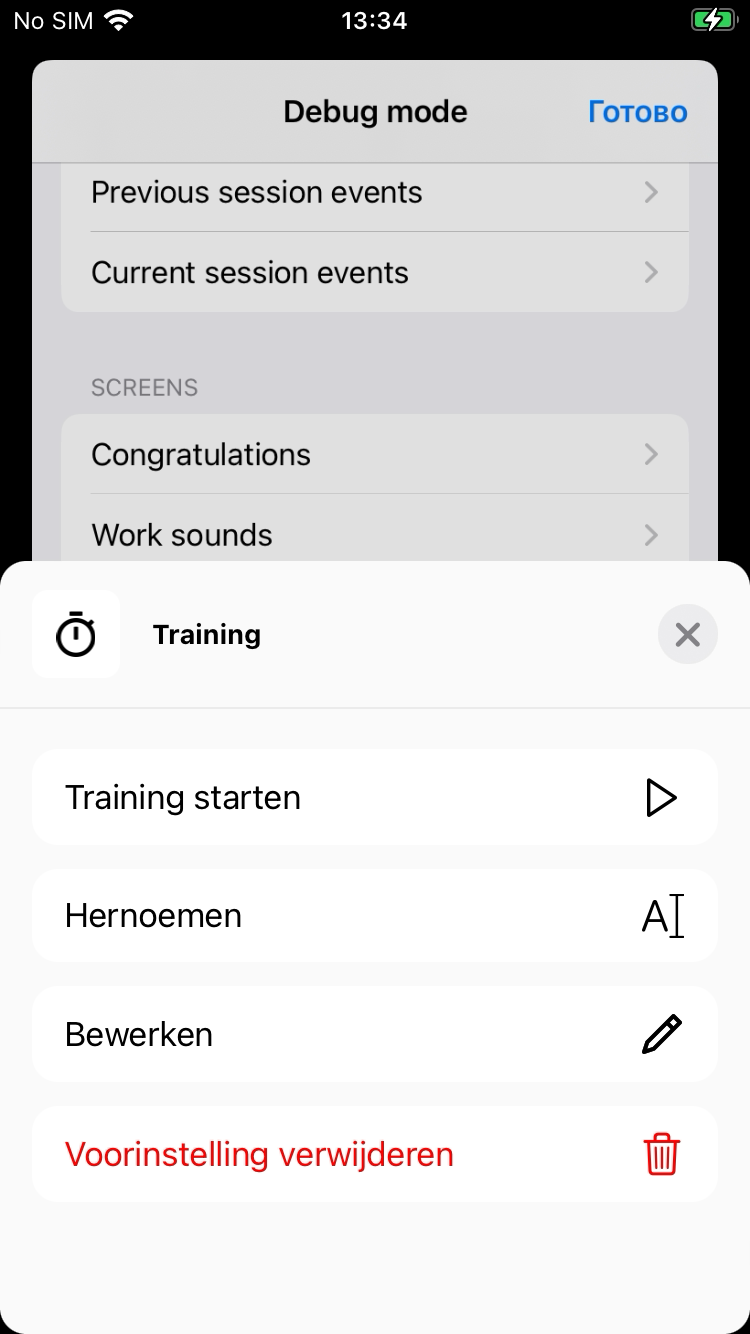 No SIM 13:34
Debug mode Готово
Previous session events
Current session events
SCREENS
Congratulations
Work sounds
Training
Training starten
Hernoemen
A
Bewerken
Voorinstelling verwijderen